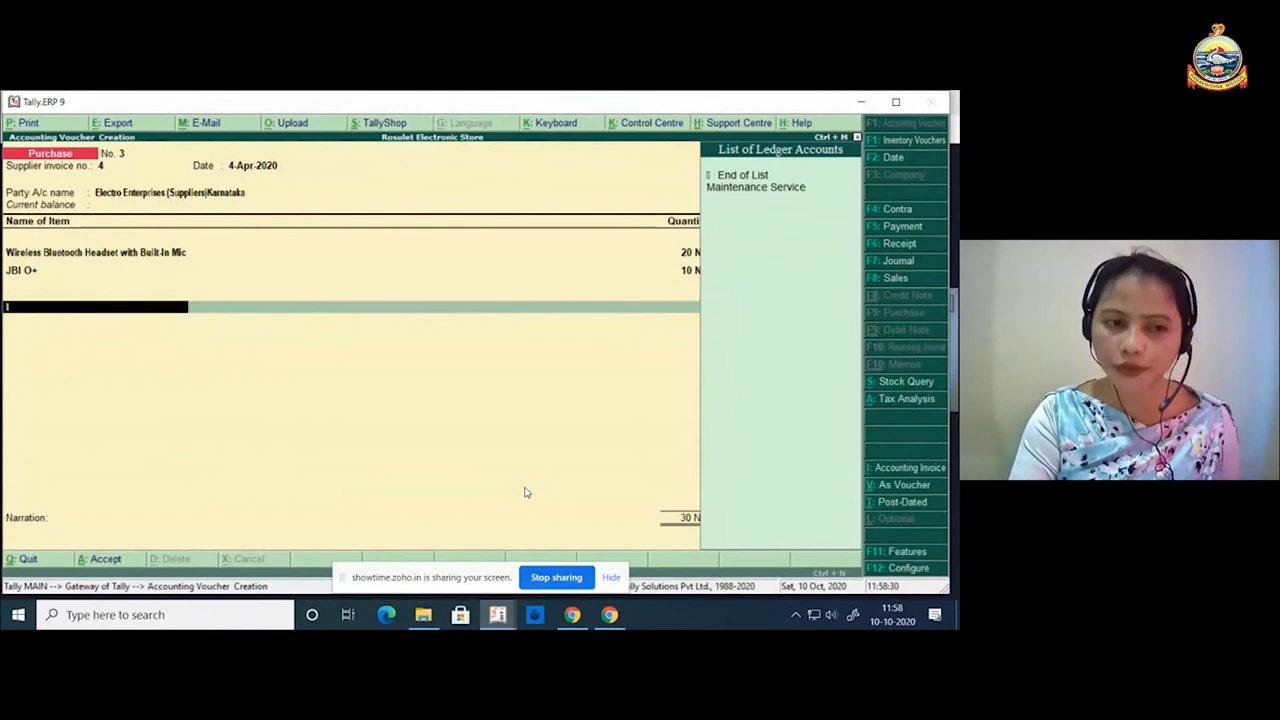 Tally.ERP 9
P: Print
E: Export
M: E-Mail
O: Upload
S: TallyShop
G: Language
K: Keyboard
K: Control Centre
H: Support Centre
H: Help
Accounting Voucher Creation
Rosulet Electronic Store
Ctrl + M
Purchase No. 3
Supplier invoice no.: 4
Date : 4-Apr-2020
Party A/c name : Electro Enterprises (Suppliers)Karnataka
Current balance :
Name of Item
Quanti
Wireless Bluetooth Headset with Built-In Mic
20 N
JBl O+
10 N
Narration:
30 N
List of Ledger Accounts
End of List
Maintenance Service
F1: Accounting Vouchers
F1: Inventory Vouchers
F2: Date
F3: Company
F4: Contra
F5: Payment
F6: Receipt
F7: Journal
F8: Sales
F8: Credit Note
F9: Purchase
F9: Debit Note
F10: Reversing Journal
F10: Memos
S: Stock Query
A: Tax Analysis
I: Accounting Invoice
V: As Voucher
T: Post-Dated
L: Optional
F11: Features
F12: Configure
Q: Quit
A: Accept
D: Delete
X: Cancel
Ctrl + N
showtime.zoho.in is sharing your screen.
Stop sharing
Hide
Tally MAIN --> Gateway of Tally --> Accounting Voucher Creation
lly Solutions Pvt Ltd., 1988-2020
Sat, 10 Oct, 2020
11:58:30
Type here to search
11:58
10-10-2020